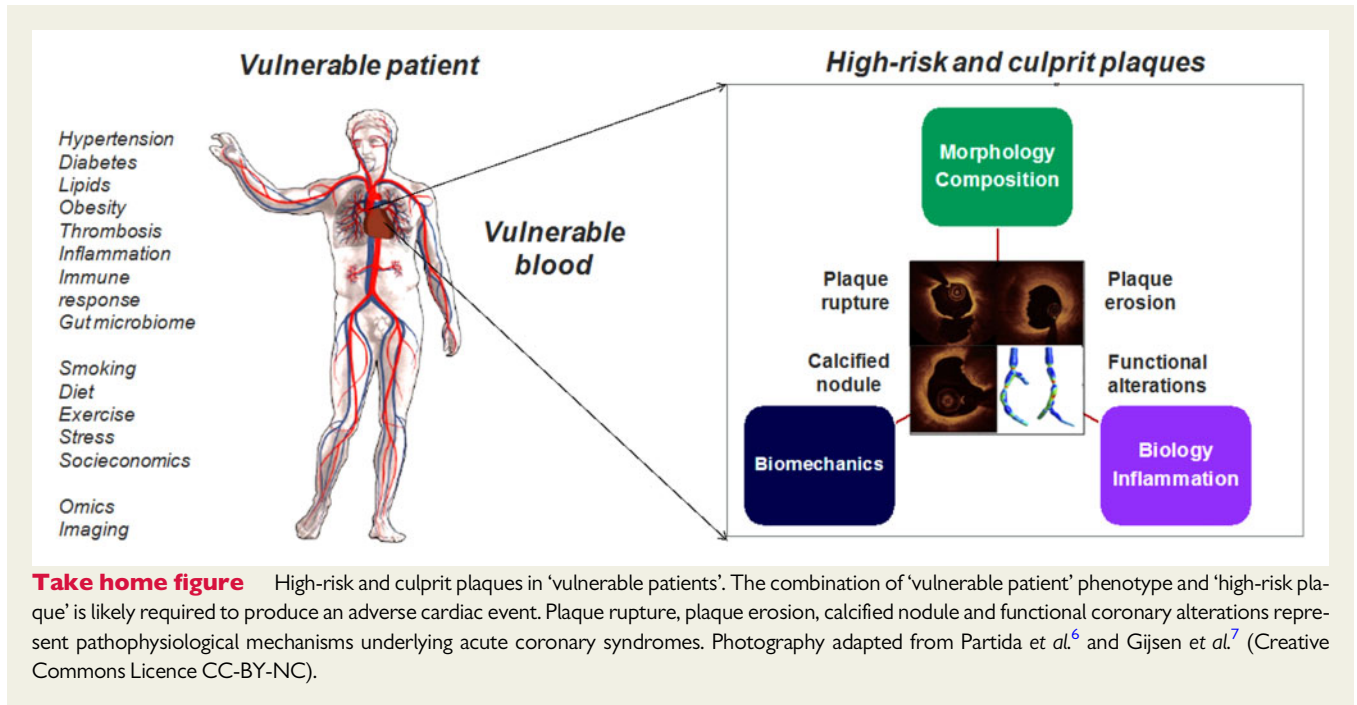 Vulnerable patient
Hypertension
Diabetes
Lipids
Obesity
Thrombosis
Inflammation
Immune
response
Gut microbiome
Smoking
Diet
Exercise
Stress
Socieconomics
Omics
Imaging
Vulnerable
blood
High-risk and culprit plaques
Morphology
Composition
Plaque
rupture
Plaque
erosion
Calcified
nodule
Functional
alterations
Biomechanics
Biology
Inflammation
Take home figure High-risk and culprit plaques in ‘vulnerable patients’. The combination of ‘vulnerable patient’ phenotype and ‘high-risk pla-
que’ is likely required to produce an adverse cardiac event. Plaque rupture, plaque erosion, calcified nodule and functional coronary alterations repre-
sent pathophysiological mechanisms underlying acute coronary syndromes. Photography adapted from Partida et al.6 and Gijsen et al.7 (Creative
Commons Licence CC-BY-NC).